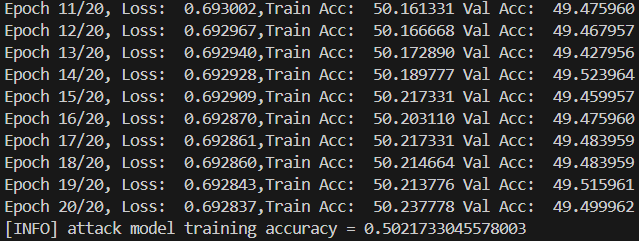 Epoch 11/20, Loss:  0.693002,Train Acc:  50.161331 Val Acc:  49.475960
Epoch 12/20, Loss:  0.692967,Train Acc:  50.166668 Val Acc:  49.467957
Epoch 13/20, Loss:  0.692940,Train Acc:  50.172890 Val Acc:  49.427956
Epoch 14/20, Loss:  0.692928,Train Acc:  50.189777 Val Acc:  49.523964
Epoch 15/20, Loss:  0.692909,Train Acc:  50.217331 Val Acc:  49.459957
Epoch 16/20, Loss:  0.692870,Train Acc:  50.203110 Val Acc:  49.475960
Epoch 17/20, Loss:  0.692861,Train Acc:  50.217331 Val Acc:  49.483959
Epoch 18/20, Loss:  0.692860,Train Acc:  50.214664 Val Acc:  49.483959
Epoch 19/20, Loss:  0.692843,Train Acc:  50.213776 Val Acc:  49.515961
Epoch 20/20, Loss:  0.692837,Train Acc:  50.237778 Val Acc:  49.499962
[INFO] attack model training accuracy = 0.5021733045578003